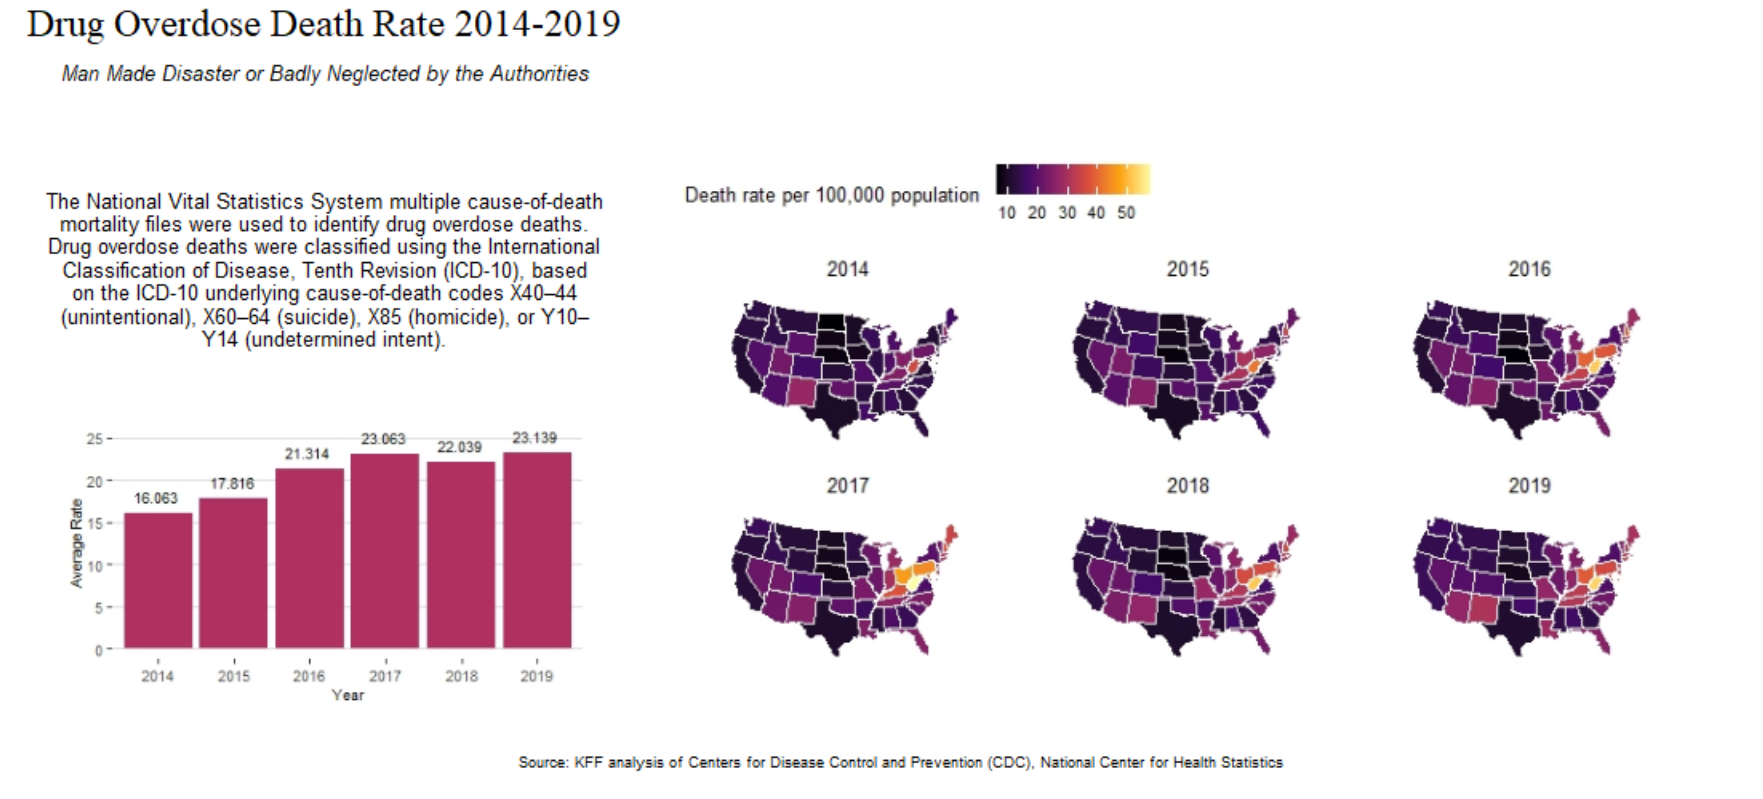 Drug Overdose Death Rate 2014-2019
Man Made Disaster or Badly Neglected by the Authorities
The National Vital Statistics System multiple cause-of-death
mortality files were used to identify drug overdose deaths.
Drug overdose deaths were classified using the International
Classification of Disease, Tenth Revision (ICD-10), based
on the ICD-10 underlying cause-of-death codes X40–44
(unintentional), X60–64 (suicide), X85 (homicide), or Y10–
Y14 (undetermined intent).
25
20
15
10
5
0
Average Rate
16.063
17.816
21.314
23.063
22.039
23.139
2014 2015 2016 2017 2018 2019
Year
Death rate per 100,000 population
10 20 30 40 50
2014 2015 2016
2017 2018 2019
Source: KFF analysis of Centers for Disease Control and Prevention (CDC), National Center for Health Statistics